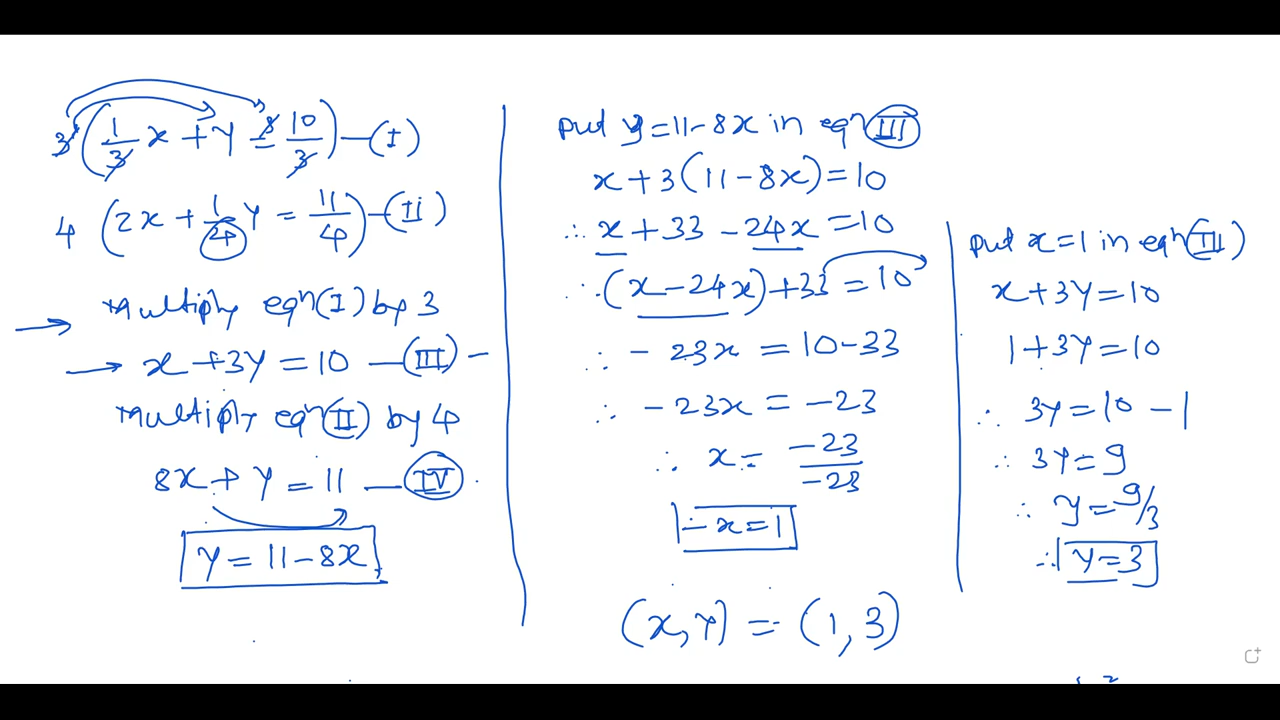 3(1/3 x + y = 10/3) — (I)
4 (2x + 1/4 y = 11/4) — (II)
→ Multiply eqn(I) by 3
→ x + 3y = 10 — (III) –
Multiply eqn(II) by 4
8x + y = 11 — (IV)
y = 11 – 8x
put y = 11 – 8x in eqn (III)
x + 3(11 – 8x) = 10
∴ x + 33 – 24x = 10
∴ (x – 24x) + 33 = 10
∴ – 23x = 10 – 33
∴ – 23x = – 23
∴ x = –23/–23
∴ x = 1
(x, y) = (1, 3)
put x = 1 in eqn (III)
x + 3y = 10
1 + 3y = 10
∴ 3y = 10 – 1
∴ 3y = 9
∴ y = 9/3
∴ y = 3